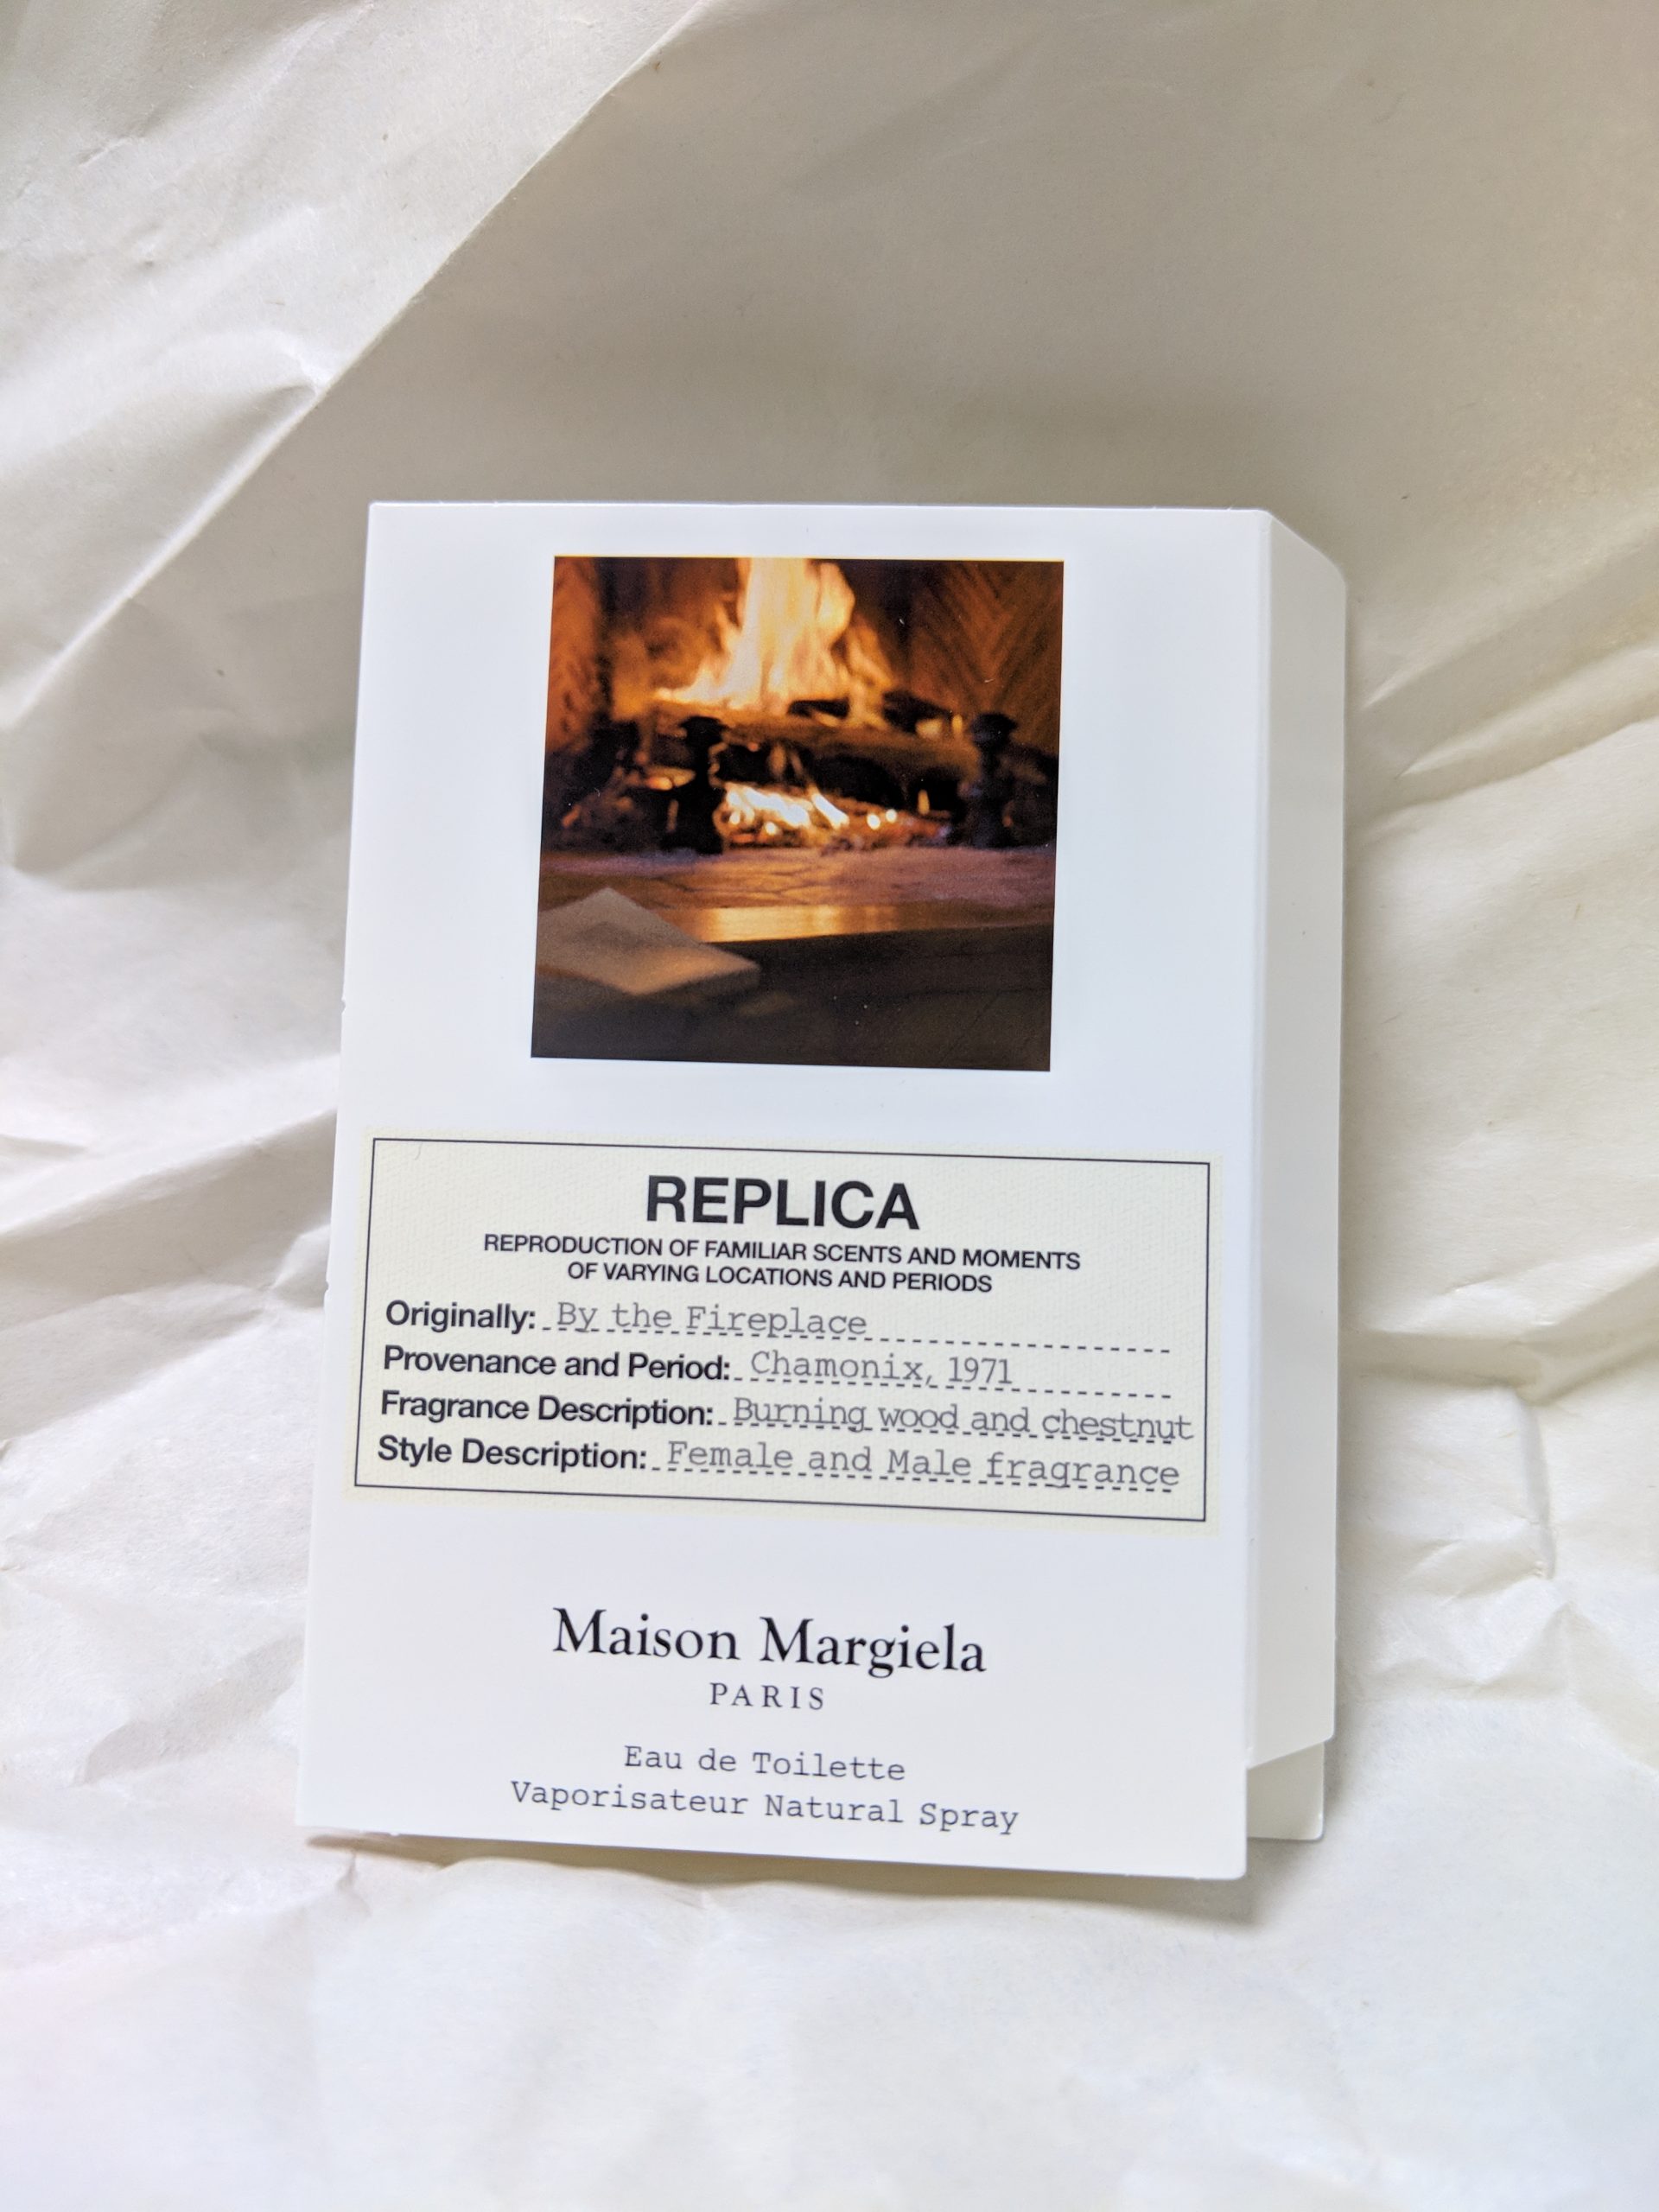 REPLICA
REPRODUCTION OF FAMILIAR SCENTS AND MOMENTS
OF VARYING LOCATIONS AND PERIODS
Originally: By the Fireplace
Provenance and Period: Chamonix, 1971
Fragrance Description: Burning wood and chestnut
Style Description: Female and Male fragrance
Maison Margiela
PARIS
Eau de Toilette
Vaporisateur Natural Spray